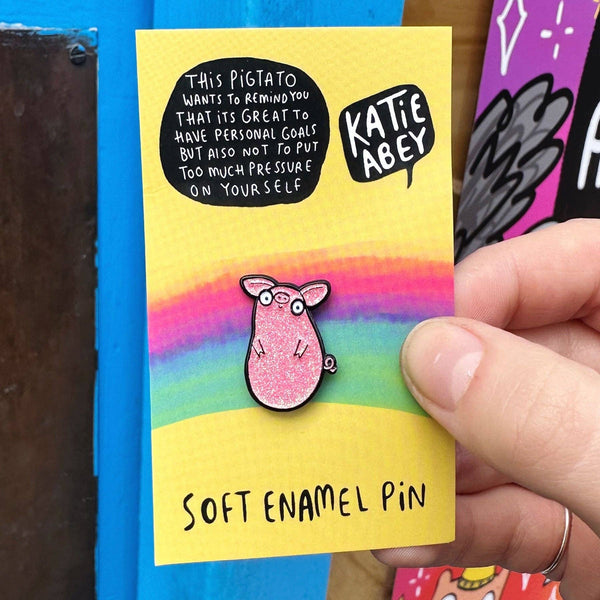 THIS PIGTATO
WANTS TO REMIND YOU
THAT ITS GREAT TO
HAVE PERSONAL GOALS
BUT ALSO NOT TO PUT
TOO MUCH PRESSURE
ON YOURSELF
KATIE
ABEY
SOFT ENAMEL PIN